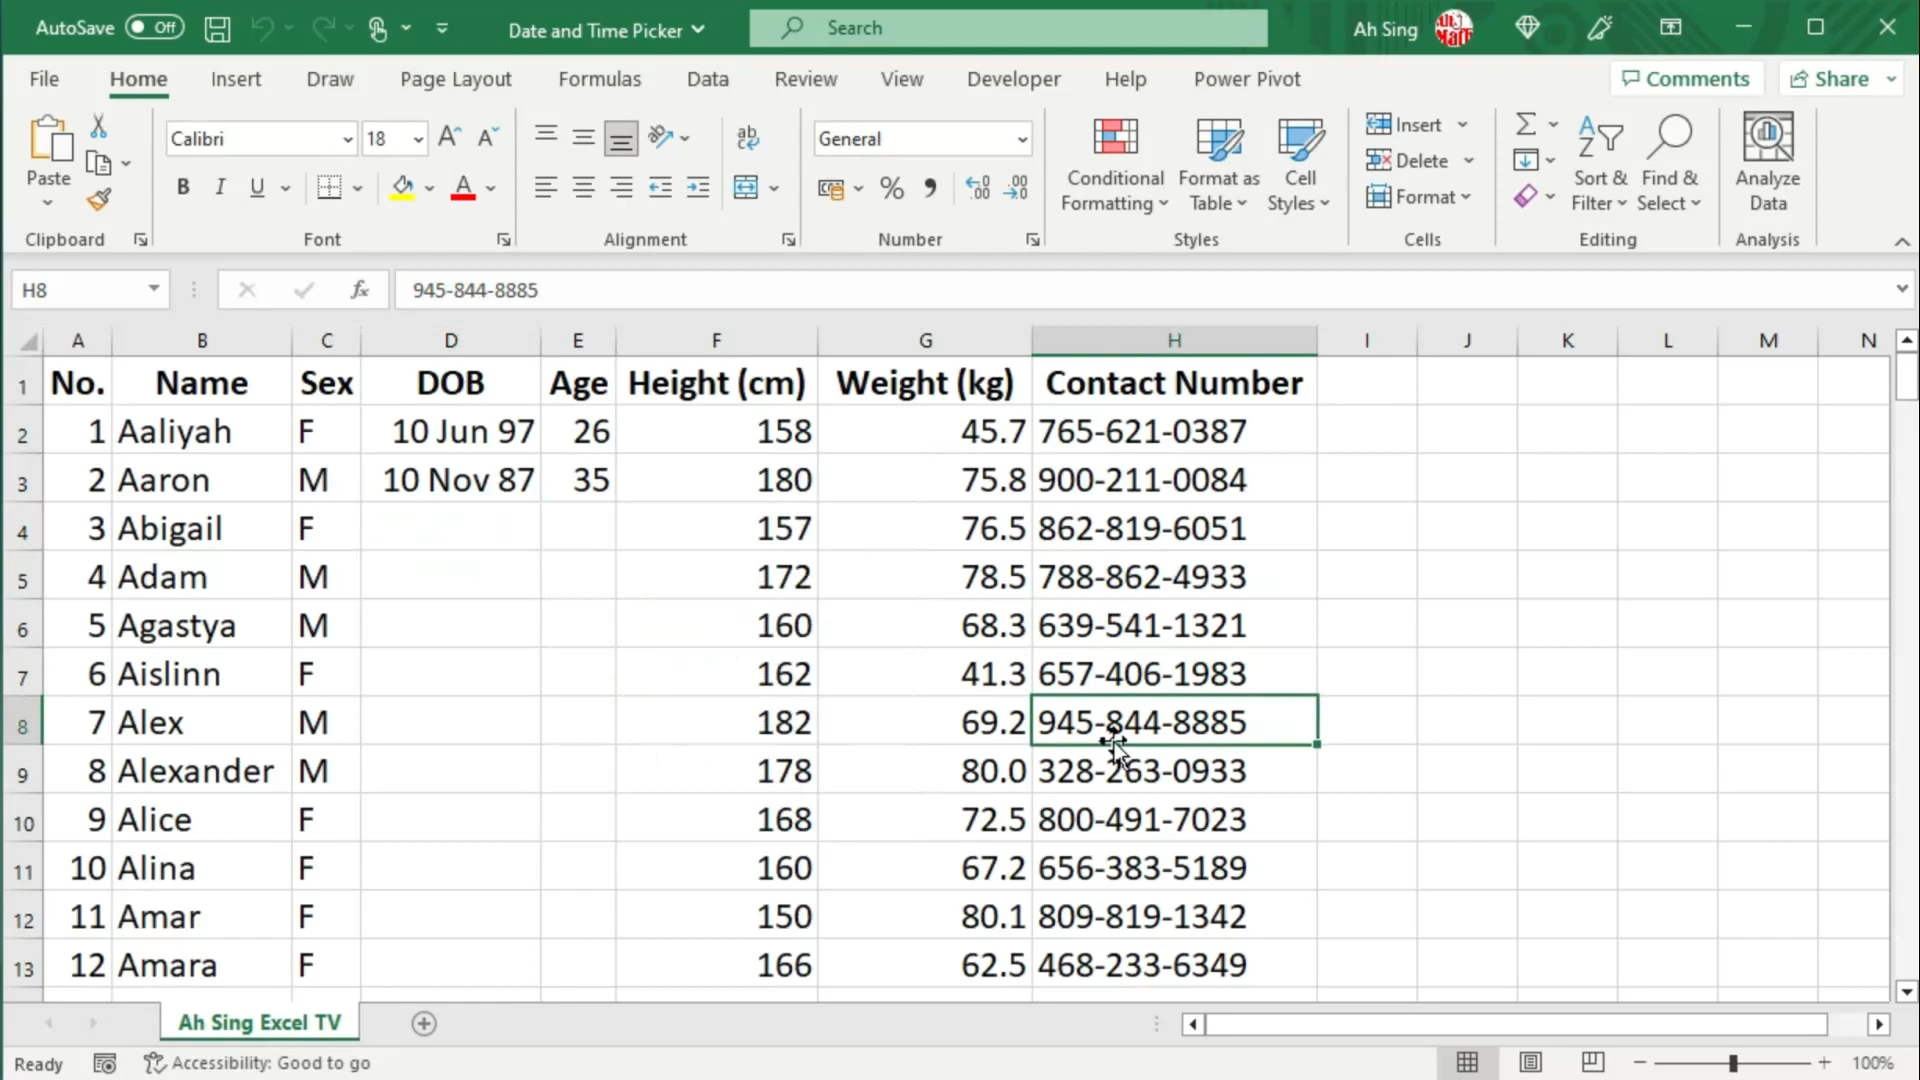 AutoSave Off Date and Time Picker Search Ah Sing
File Home Insert Draw Page Layout Formulas Data Review View Developer Help Power Pivot Comments Share
Paste Calibri 18 General Conditional Formatting Format as Table Cell Styles Insert Delete Format Sort & Filter Find & Select Analyze Data
Clipboard Font Alignment Number Styles Cells Editing Analysis
H8 fx 945-844-8885
A B C D E F G H I J K L M N
1 No. Name Sex DOB Age Height (cm) Weight (kg) Contact Number
2 1 Aaliyah F 10 Jun 97 26 158 45.7 765-621-0387
3 2 Aaron M 10 Nov 87 35 180 75.8 900-211-0084
4 3 Abigail F 157 76.5 862-819-6051
5 4 Adam M 172 78.5 788-862-4933
6 5 Agastya M 160 68.3 639-541-1321
7 6 Aislinn F 162 41.3 657-406-1983
8 7 Alex M 182 69.2 945-844-8885
9 8 Alexander M 178 80.0 328-263-0933
10 9 Alice F 168 72.5 800-491-7023
11 10 Alina F 160 67.2 656-383-5189
12 11 Amar F 150 80.1 809-819-1342
13 12 Amara F 166 62.5 468-233-6349
Ah Sing Excel TV
Ready Accessibility: Good to go 100%